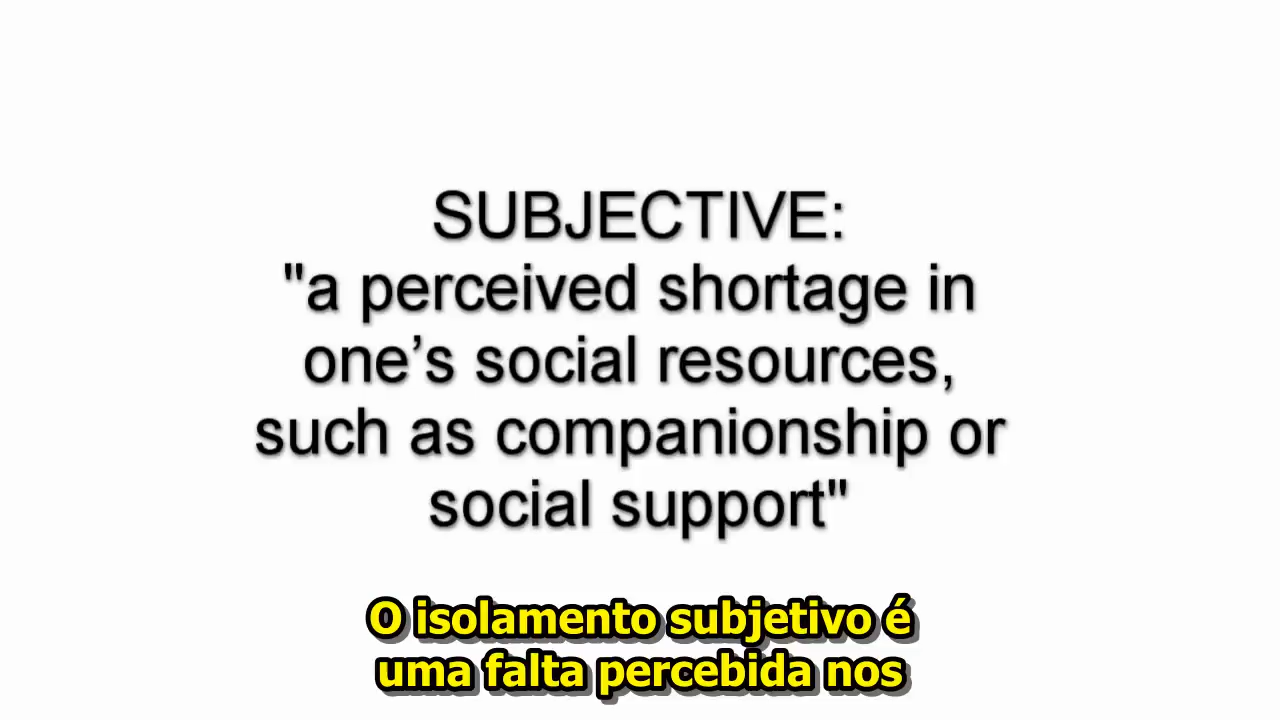 SUBJECTIVE:
"a perceived shortage in
one’s social resources,
such as companionship or
social support"
O isolamento subjetivo é
uma falta percebida nos